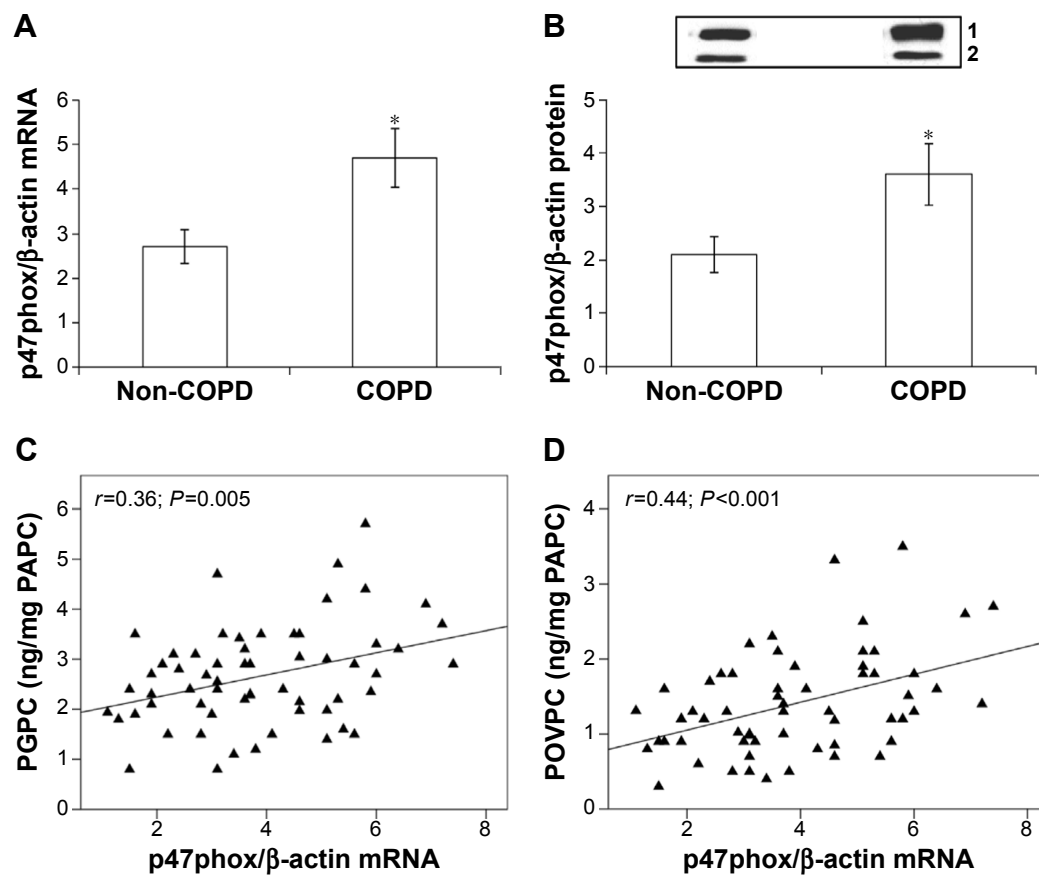 A
p47phox/β-actin mRNA
6
5
4
3
2
1
0
*
Non-COPD
COPD
B
1
2
p47phox/β-actin protein
5
4
3
2
1
0
*
Non-COPD
COPD
C
r=0.36; P=0.005
PGPC (ng/mg PAPC)
6
5
4
3
2
1
0
2
4
6
8
p47phox/β-actin mRNA
D
r=0.44; P<0.001
POVPC (ng/mg PAPC)
4
3
2
1
0
2
4
6
8
p47phox/β-actin mRNA